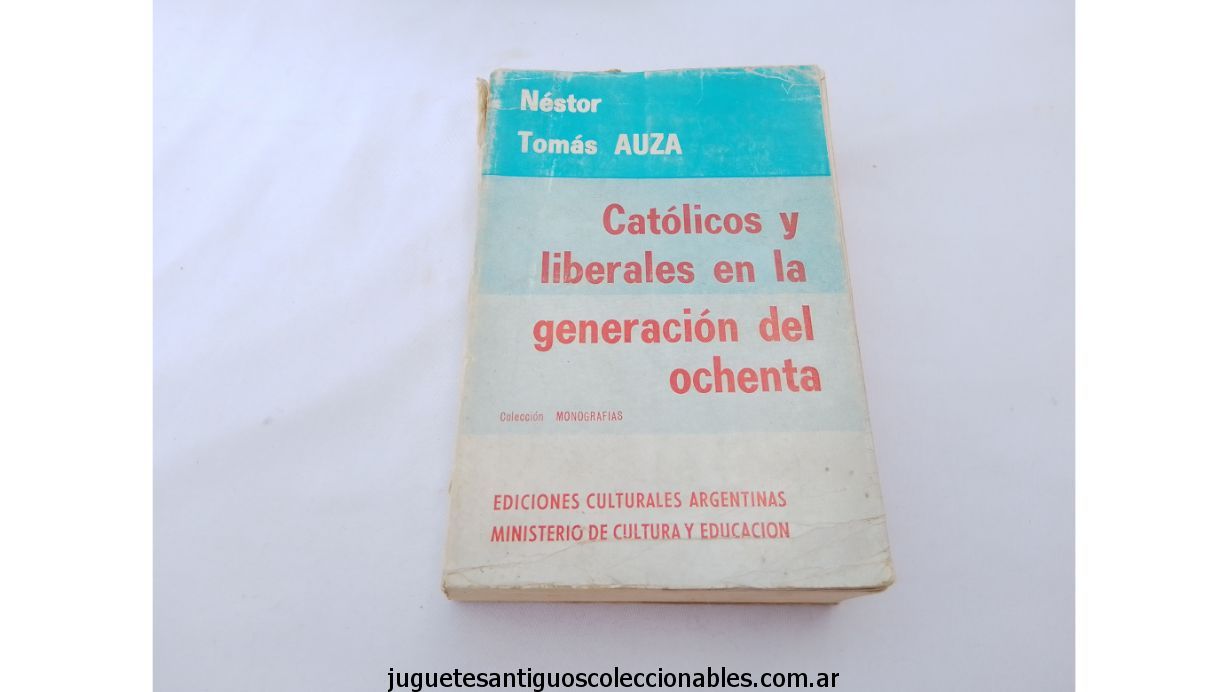 Néstor
Tomás AUZA
Católicos y
liberales en la
generación del
ochenta
Colección MONOGRAFIAS
EDICIONES CULTURALES ARGENTINAS
MINISTERIO DE CULTURA Y EDUCACION
juguetesantiguoscoleccionables.com.ar